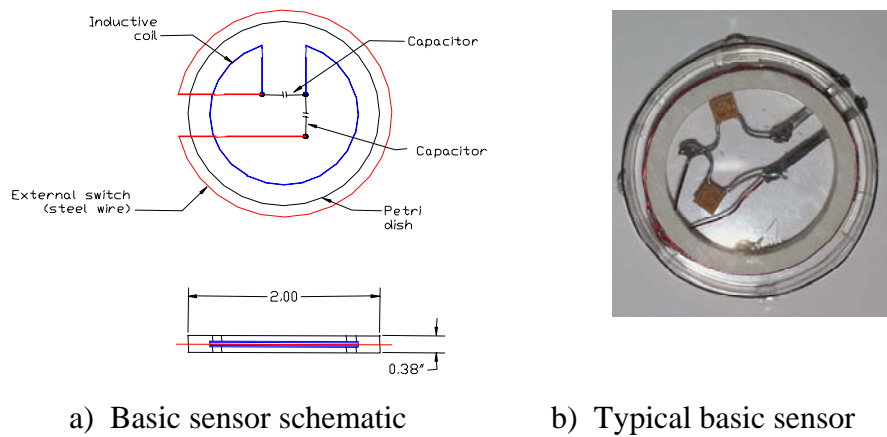 Inductive
coil
Capacitor
Capacitor
External switch
(steel wire)
Petri
dish
2.00
0.38"
a) Basic sensor schematic
b) Typical basic sensor